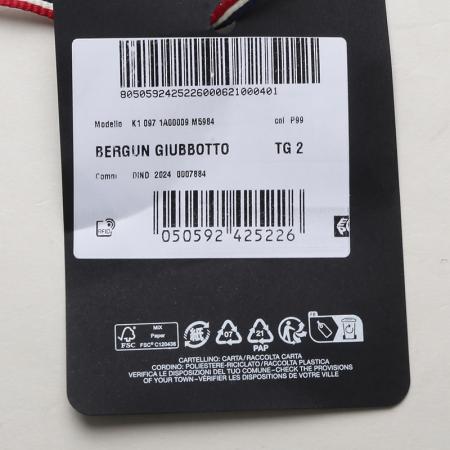 8050592425226000621000401
Modello K1 097 1A00009 M5984 col P99
BERGUN GIUBBOTTO TG 2
Comm DIND 2024 0007884
RFID
050592 425226
FSC
MIX
Paper
FSC® C120436
紙
07
21
PAP
CARTELLINO: CARTA/RACCOLTA CARTA
CORDINO: POLIESTERE-RICICLATO/RACCOLTA PLASTICA
VERIFICA LE DISPOSIZIONI DEL TUO COMUNE-CHECK THE PROVISIONS
OF YOUR TOWN-VÉRIFIER LES DISPOSITIONS DE VOTRE VILLE